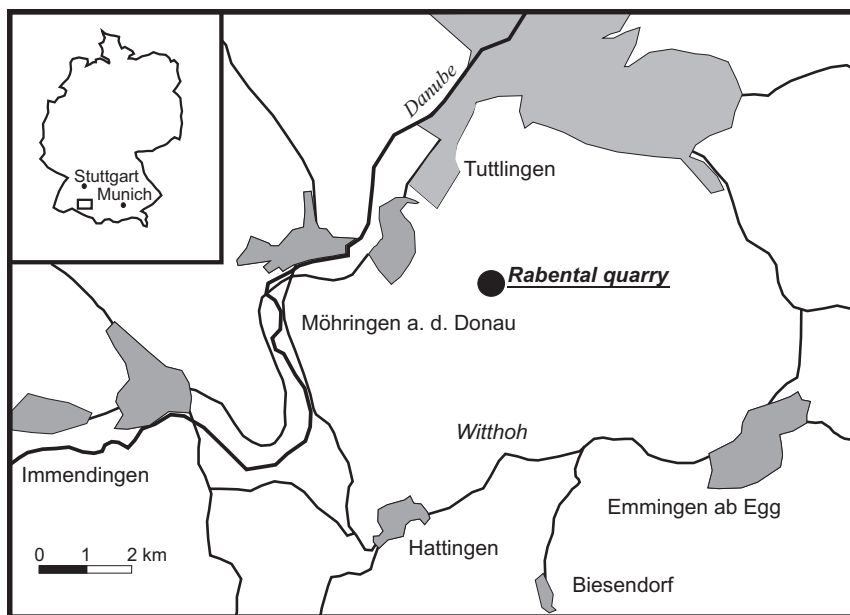 Stuttgart
Munich
Danube
Tuttlingen
Rabental quarry
Möhringen a. d. Donau
Witthoh
Immendingen
Emmingen ab Egg
Hattingen
0 1 2 km
Biesendorf